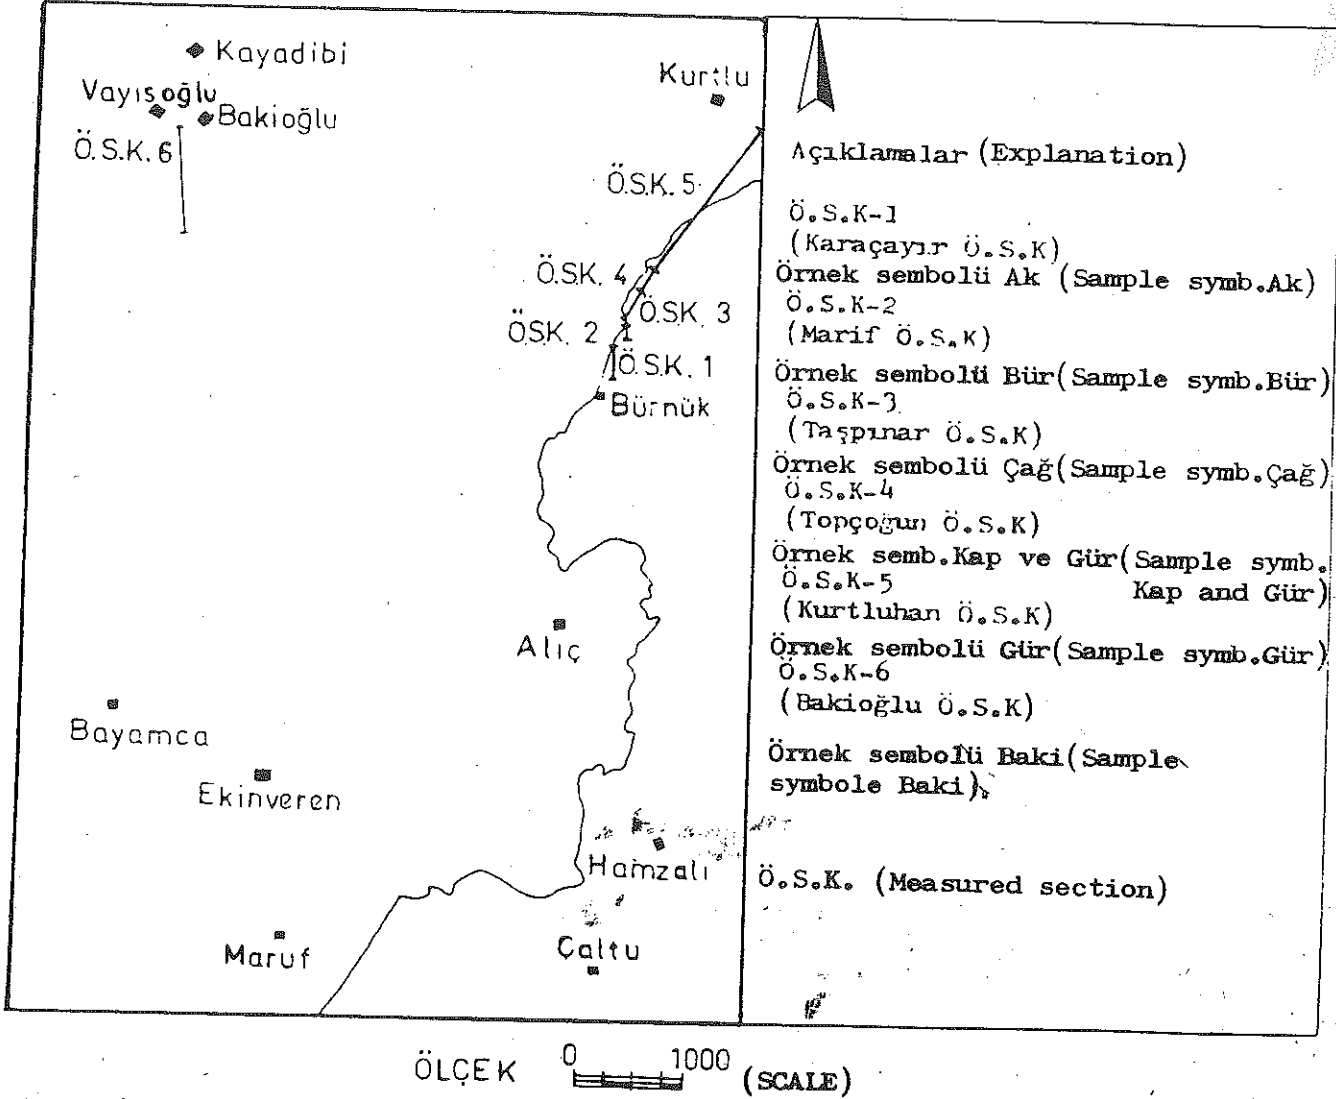 Kayadibi
Vayısoğlu
Bakioğlu
Ö.S.K. 6
Kurtlu
Ö.S.K. 5
Ö.SK. 4
Ö.SK. 3
ÖSK. 2
Ö.S.K. 1
Bürnük
Alıç
Bayamca
Ekinveren
Hamzalı
Maruf
Çaltu
Açıklamalar (Explanation)
Ö.S.K-1
(Karaçayır Ö.S.K)
Örnek sembolü Ak (Sample symb.Ak)
Ö.S.K-2
(Marif Ö.S.K)
Örnek sembolü Bür(Sample symb.Bür)
Ö.S.K-3
(Taşpınar Ö.S.K)
Örnek sembolü Çağ(Sample symb.Çağ)
Ö.S.K-4
(Topçoğun Ö.S.K)
Örnek semb.Kap ve Gür(Sample symb.
Kap and Gür)
Ö.S.K-5
(Kurtluhan Ö.S.K)
Örnek sembolü Gür(Sample symb.Gür)
Ö.S.K-6
(Bakioğlu Ö.S.K)
Örnek sembolü Baki(Sample
symbole Baki)
Ö.S.K. (Measured section)
ÖLÇEK 0 1000 (SCALE)